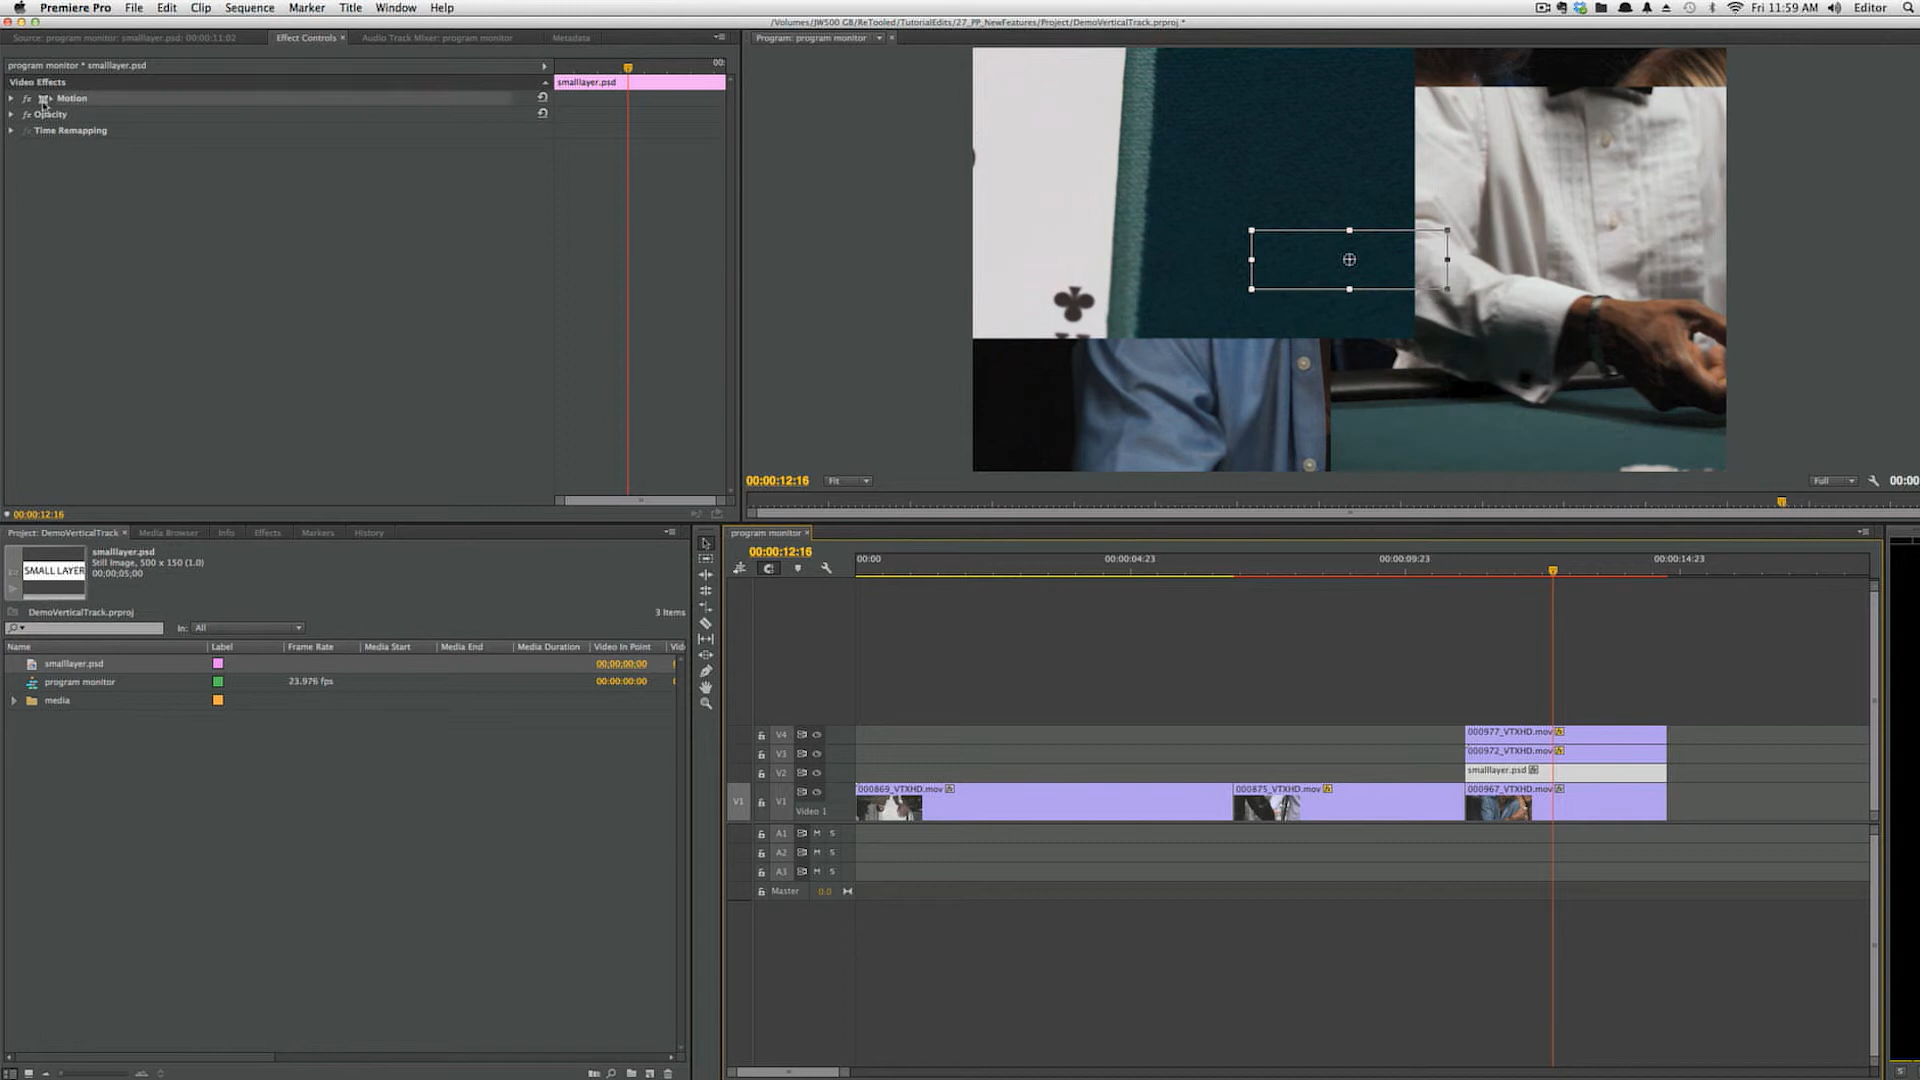 Premiere Pro File Edit Clip Sequence Marker Title Window Help Fri 11:59 AM Editor
/Volumes/JW500 GB/ReTooled/TutorialEdits/27_PP_NewFeatures/Project/DemoVerticalTrack.prproj *
Source: program monitor: smalllayer.psd: 00:00:11:02 Effect Controls × Audio Track Mixer: program monitor Metadata
Program: program monitor ×
program monitor * smalllayer.psd
00:
Video Effects
smalllayer.psd
fx Motion
fx Opacity
Time Remapping
00:00:12:16 Fit Full 00:00
00:00:12:16
Project: DemoVerticalTrack × Media Browser Info Effects Markers History
smalllayer.psd
Still Image, 500 x 150 (1.0)
00;00;05;00
SMALL LAYER
DemoVerticalTrack.prproj 3 Items
In: All
Name Label Frame Rate Media Start Media End Media Duration Video In Point
smalllayer.psd 00;00;00;00
program monitor 23.976 fps 00:00:00:00
media
program monitor ×
00:00:12:16
00:00 00:00:04:23 00:00:09:23 00:00:14:23
V4 000977_VTXHD.mov
V3 000972_VTXHD.mov
V2 smalllayer.psd
V1 V1 000869_VTXHD.mov 000875_VTXHD.mov 000967_VTXHD.mov
Video 1
A1 M S
A2 M S
A3 M S
Master 0.0
S